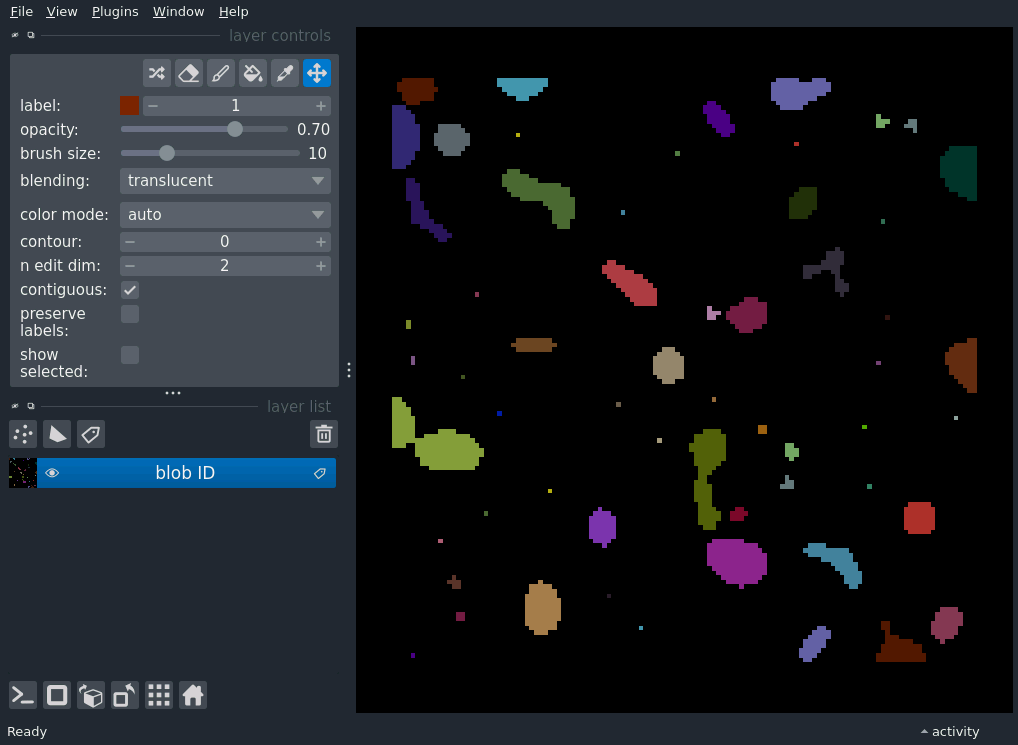 File View Plugins Window Help
layer controls
label: 1
opacity: 0.70
brush size: 10
blending: translucent
color mode: auto
contour: 0
n edit dim: 2
contiguous:
preserve
labels:
show
selected:
layer list
blob ID
Ready
activity